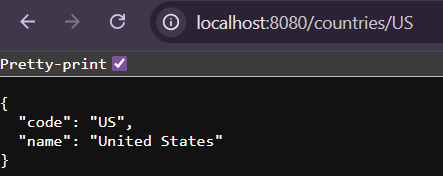 localhost:8080/countries/US
Pretty-print
{
  "code": "US",
  "name": "United States"
}